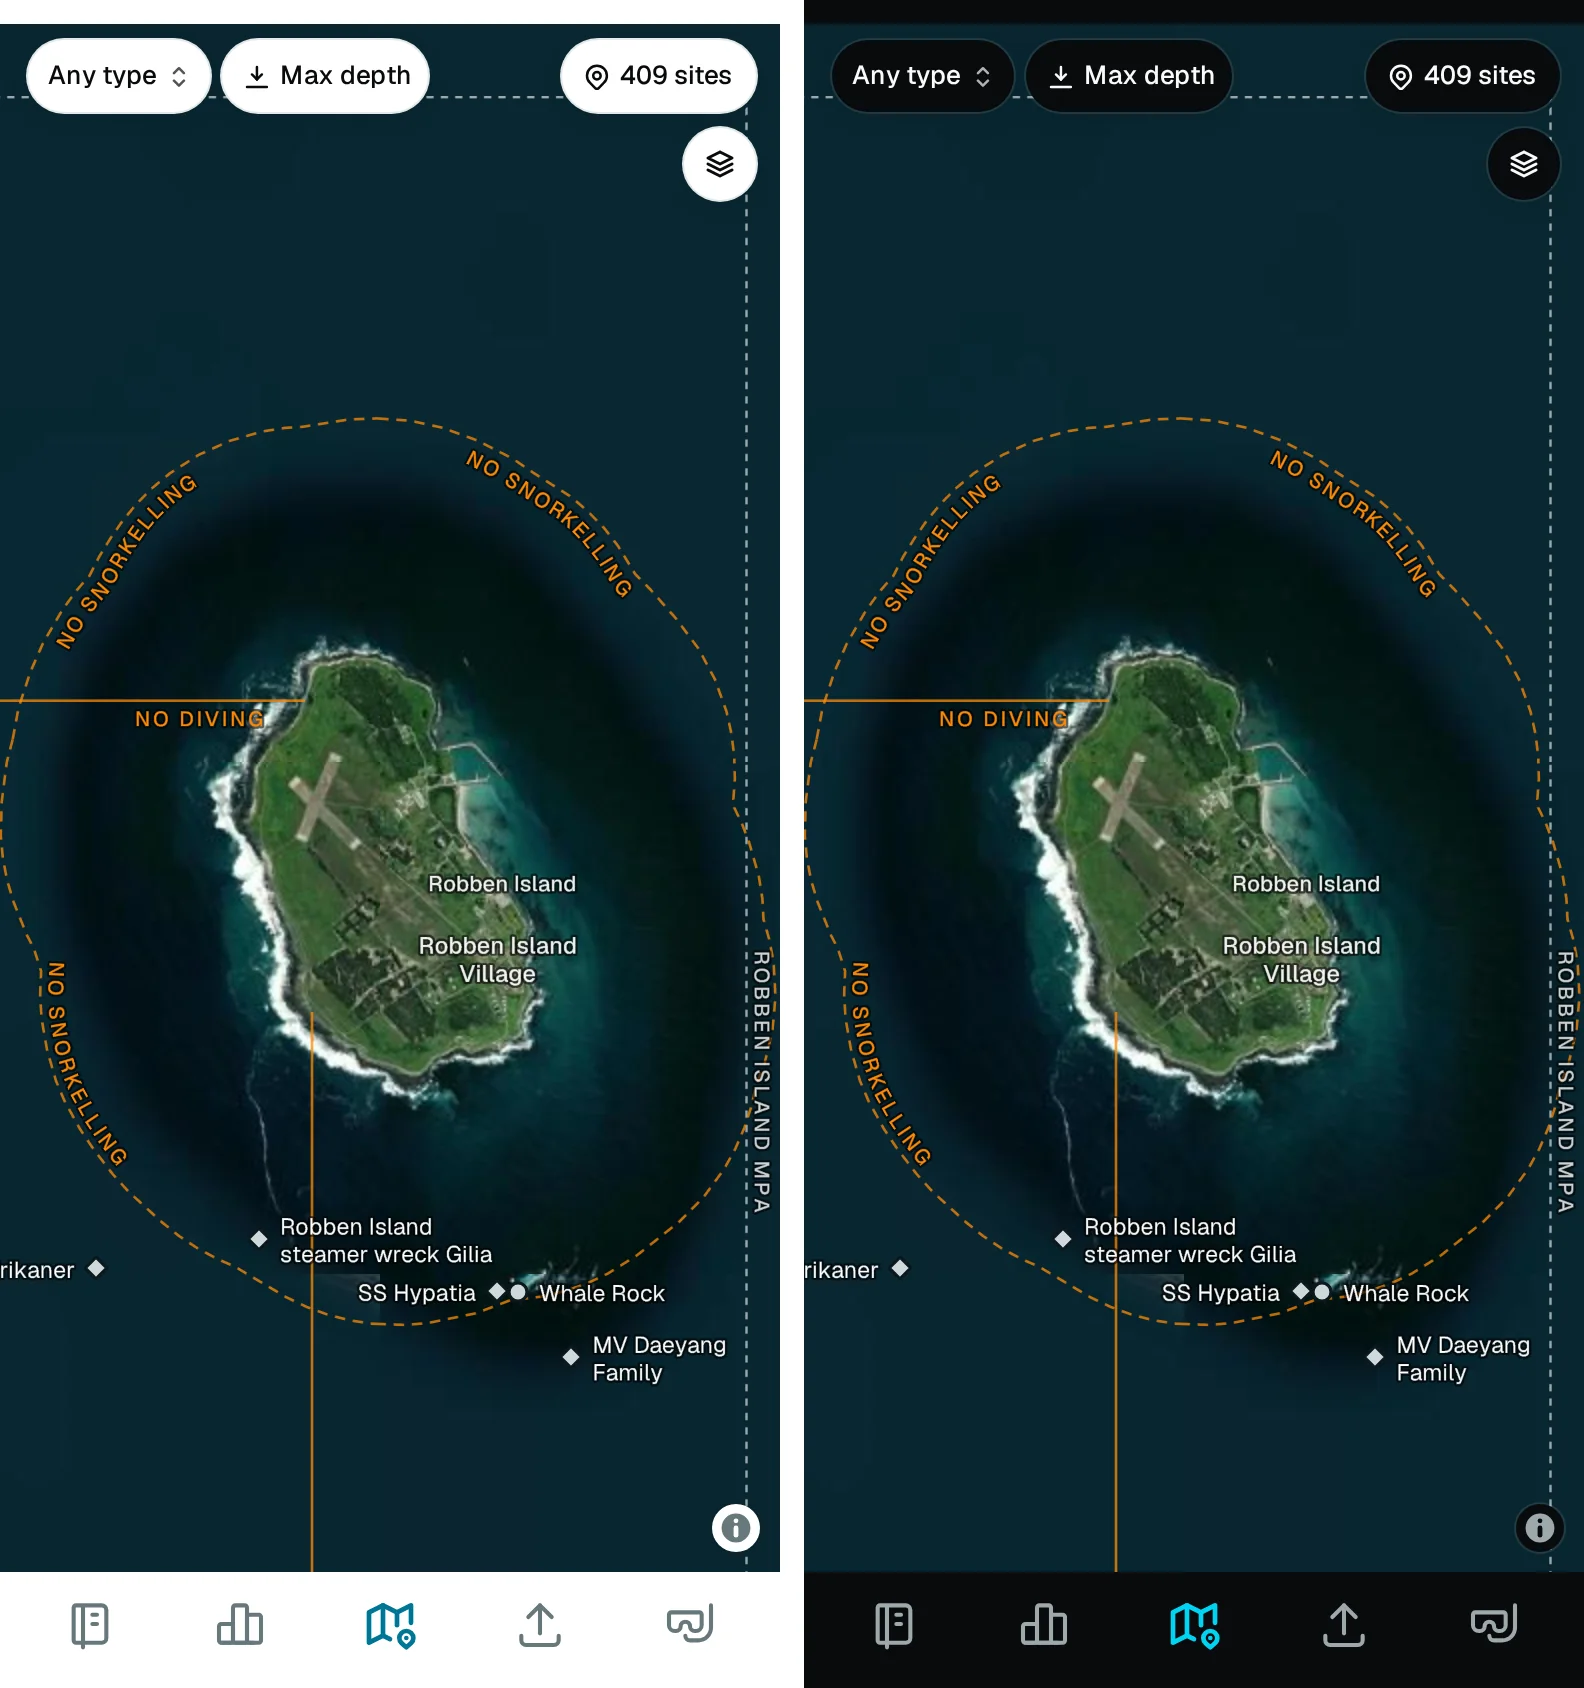 Any type
Max depth
409 sites
NO SNORKELLING
NO SNORKELLING
NO DIVING
Robben Island
Robben Island
Village
NO SNORKELLING
ROBBEN ISLAND MPA
Robben Island
steamer wreck Gilia
rikaner
SS Hypatia
Whale Rock
MV Daeyang
Family
Any type
Max depth
409 sites
NO SNORKELLING
NO SNORKELLING
NO DIVING
Robben Island
Robben Island
Village
NO SNORKELLING
ROBBEN ISLAND MPA
Robben Island
steamer wreck Gilia
rikaner
SS Hypatia
Whale Rock
MV Daeyang
Family